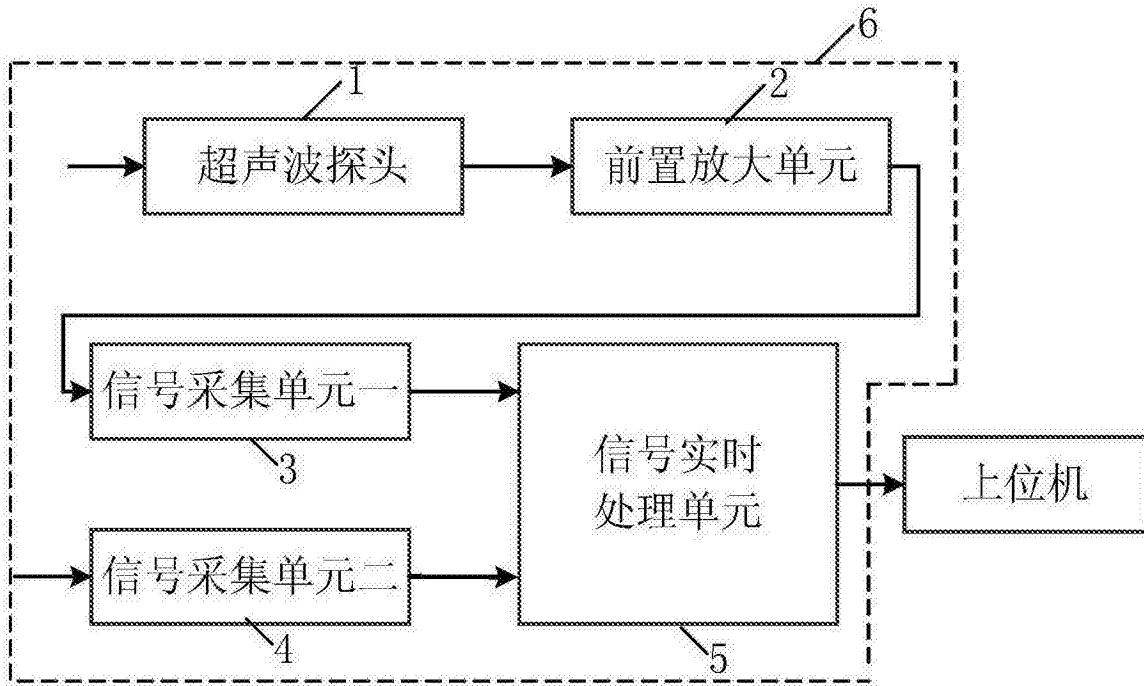 6
1
2
超声波探头
前置放大单元
信号采集单元一
3
信号实时
处理单元
上位机
信号采集单元二
4
5